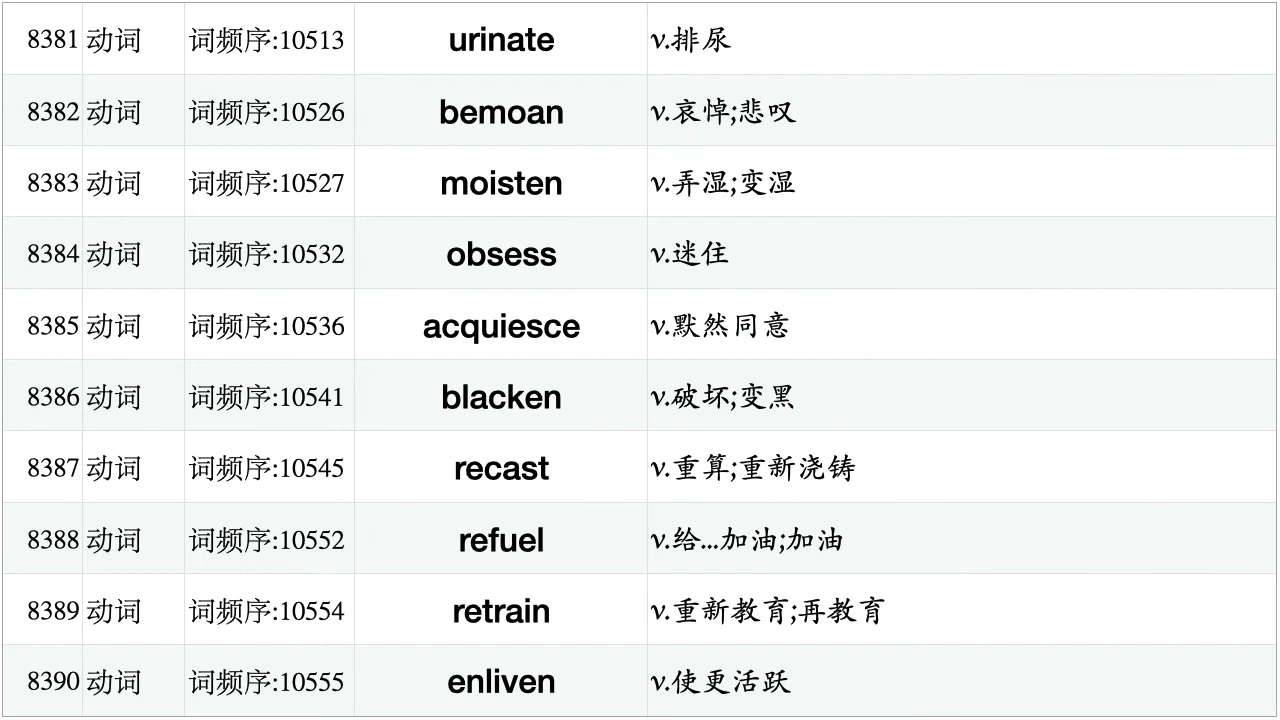 8381 动词 词频序:10513 urinate v.排尿
8382 动词 词频序:10526 bemoan v.哀悼;悲叹
8383 动词 词频序:10527 moisten v.弄湿;变湿
8384 动词 词频序:10532 obsess v.迷住
8385 动词 词频序:10536 acquiesce v.默然同意
8386 动词 词频序:10541 blacken v.破坏;变黑
8387 动词 词频序:10545 recast v.重算;重新浇铸
8388 动词 词频序:10552 refuel v.给...加油;加油
8389 动词 词频序:10554 retrain v.重新教育;再教育
8390 动词 词频序:10555 enliven v.使更活跃